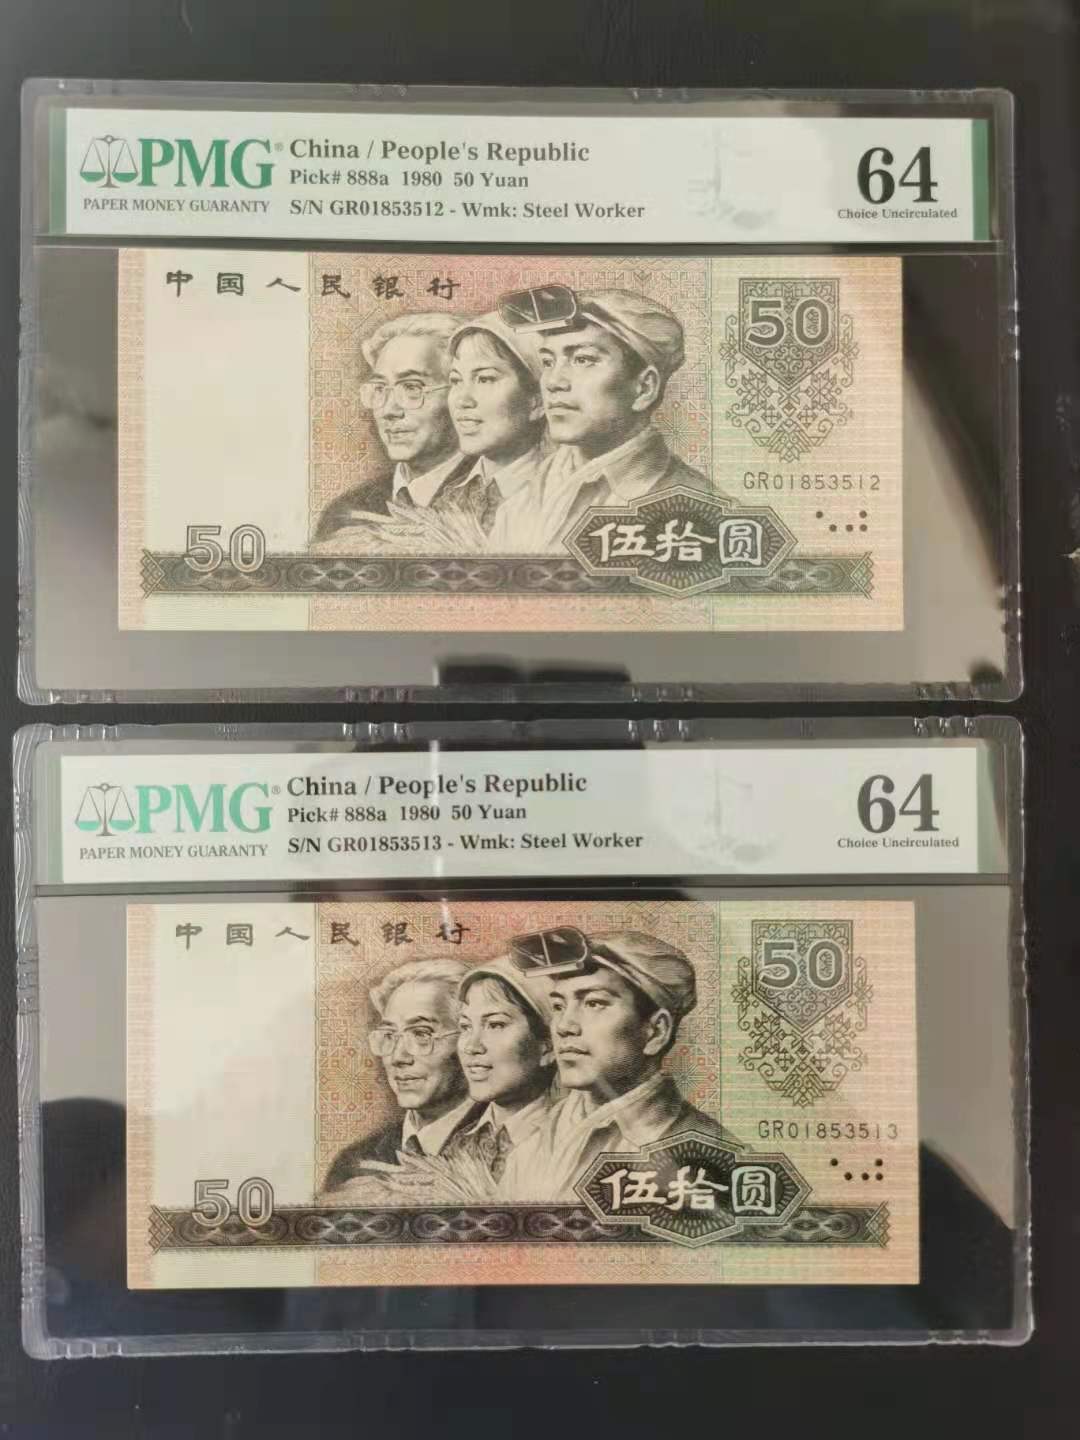 PMG®
PAPER MONEY GUARANTY
China / People's Republic
Pick# 888a 1980 50 Yuan
S/N GR01853512 - Wmk: Steel Worker
64
Choice Uncirculated
中国人民银行
50
GR01853512
50
伍拾圆
PMG®
PAPER MONEY GUARANTY
China / People's Republic
Pick# 888a 1980 50 Yuan
S/N GR01853513 - Wmk: Steel Worker
64
Choice Uncirculated
中国人民银行
50
GR01853513
50
伍拾圆